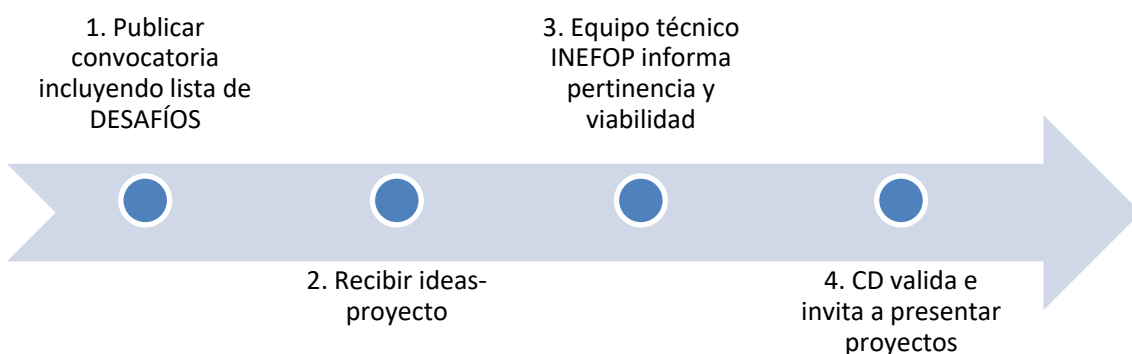 1. Publicar
convocatoria
incluyendo lista de
DESAFÍOS
2. Recibir ideas-
proyecto
3. Equipo técnico
INEFOP informa
pertinencia y
viabilidad
4. CD valida e
invita a presentar
proyectos